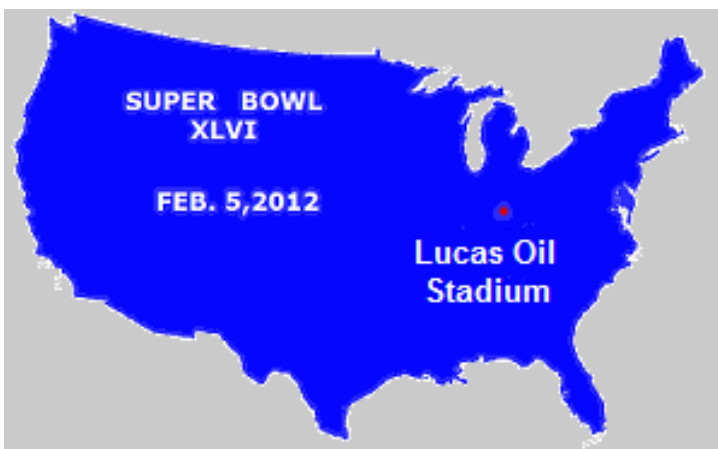 SUPER BOWL
XLVI
FEB. 5,2012
Lucas Oil
Stadium